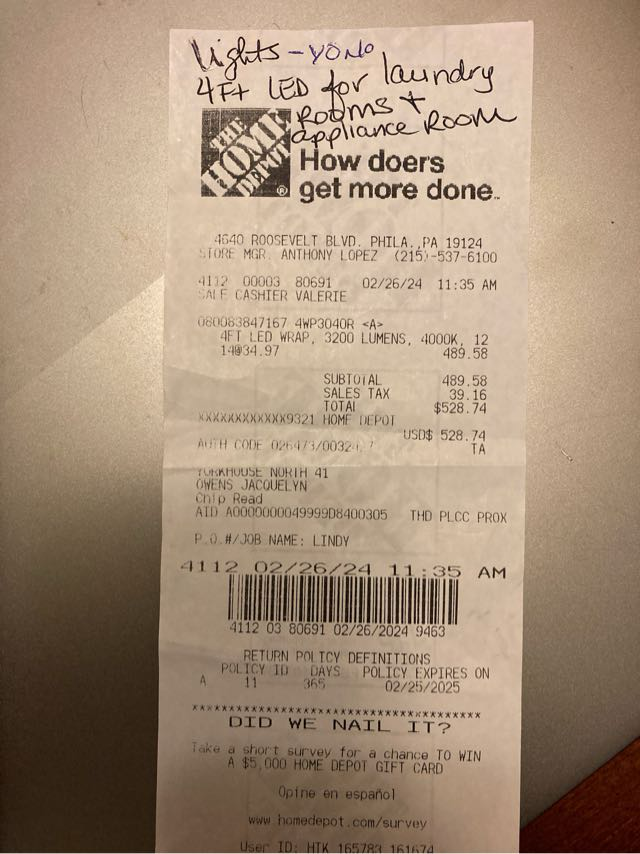 Lights - YONO
4Ft LED for laundry
Rooms +
appliance Room
THE HOME DEPOT
®
How doers
get more done™
4640 ROOSEVELT BLVD. PHILA.,PA 19124
STORE MGR. ANTHONY LOPEZ (215)-537-6100
4112 00003 80691 02/26/24 11:35 AM
SALE CASHIER VALERIE
080083847167 4WP3040R <A>
4FT LED WRAP, 3200 LUMENS, 4000K, 12
14@34.97 489.58
SUBTOTAL 489.58
SALES TAX 39.16
TOTAL $528.74
XXXXXXXXXXXX9321 HOME DEPOT
USD$ 528.74
AUTH CODE TA
YORKHOUSE NORTH 41
OWENS JACQUELYN
Chip Read
AID A0000000049999D8400305 THD PLCC PROX
P.O.#/JOB NAME: LINDY
4112 02/26/24 11:35 AM
4112 03 80691 02/26/2024 9463
RETURN POLICY DEFINITIONS
POLICY ID DAYS POLICY EXPIRES ON
A 11 365 02/25/2025
*****************************************
DID WE NAIL IT?
Take a short survey for a chance TO WIN
A $5,000 HOME DEPOT GIFT CARD
Opine en español
www.homedepot.com/survey
User ID: H1K 165783 161674